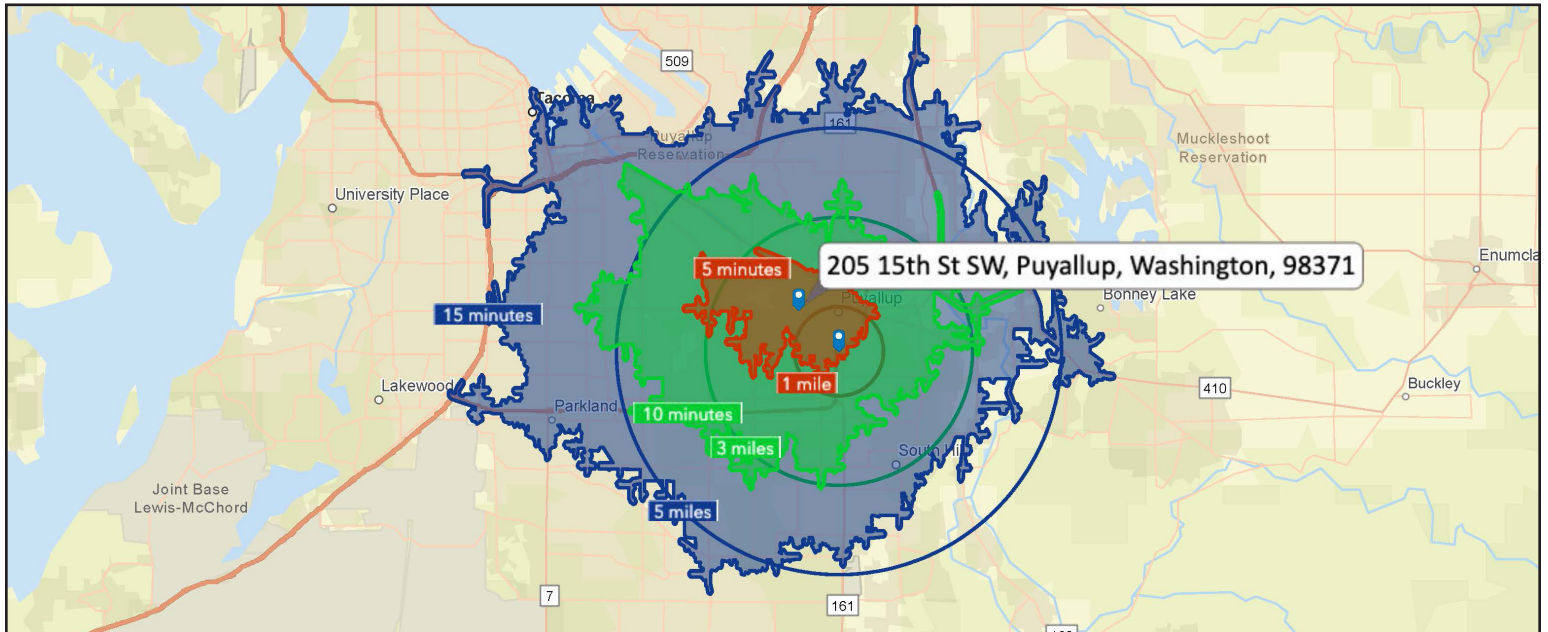 509
Tacoma
161
Puyallup
Reservation
Muckleshoot
Reservation
University Place
Enumcla
5 minutes
205 15th St SW, Puyallup, Washington, 98371
Puyallup
Bonney Lake
15 minutes
1 mile
Lakewood
410
Buckley
Parkland
10 minutes
3 miles
South Hill
Joint Base
Lewis-McChord
5 miles
7
161